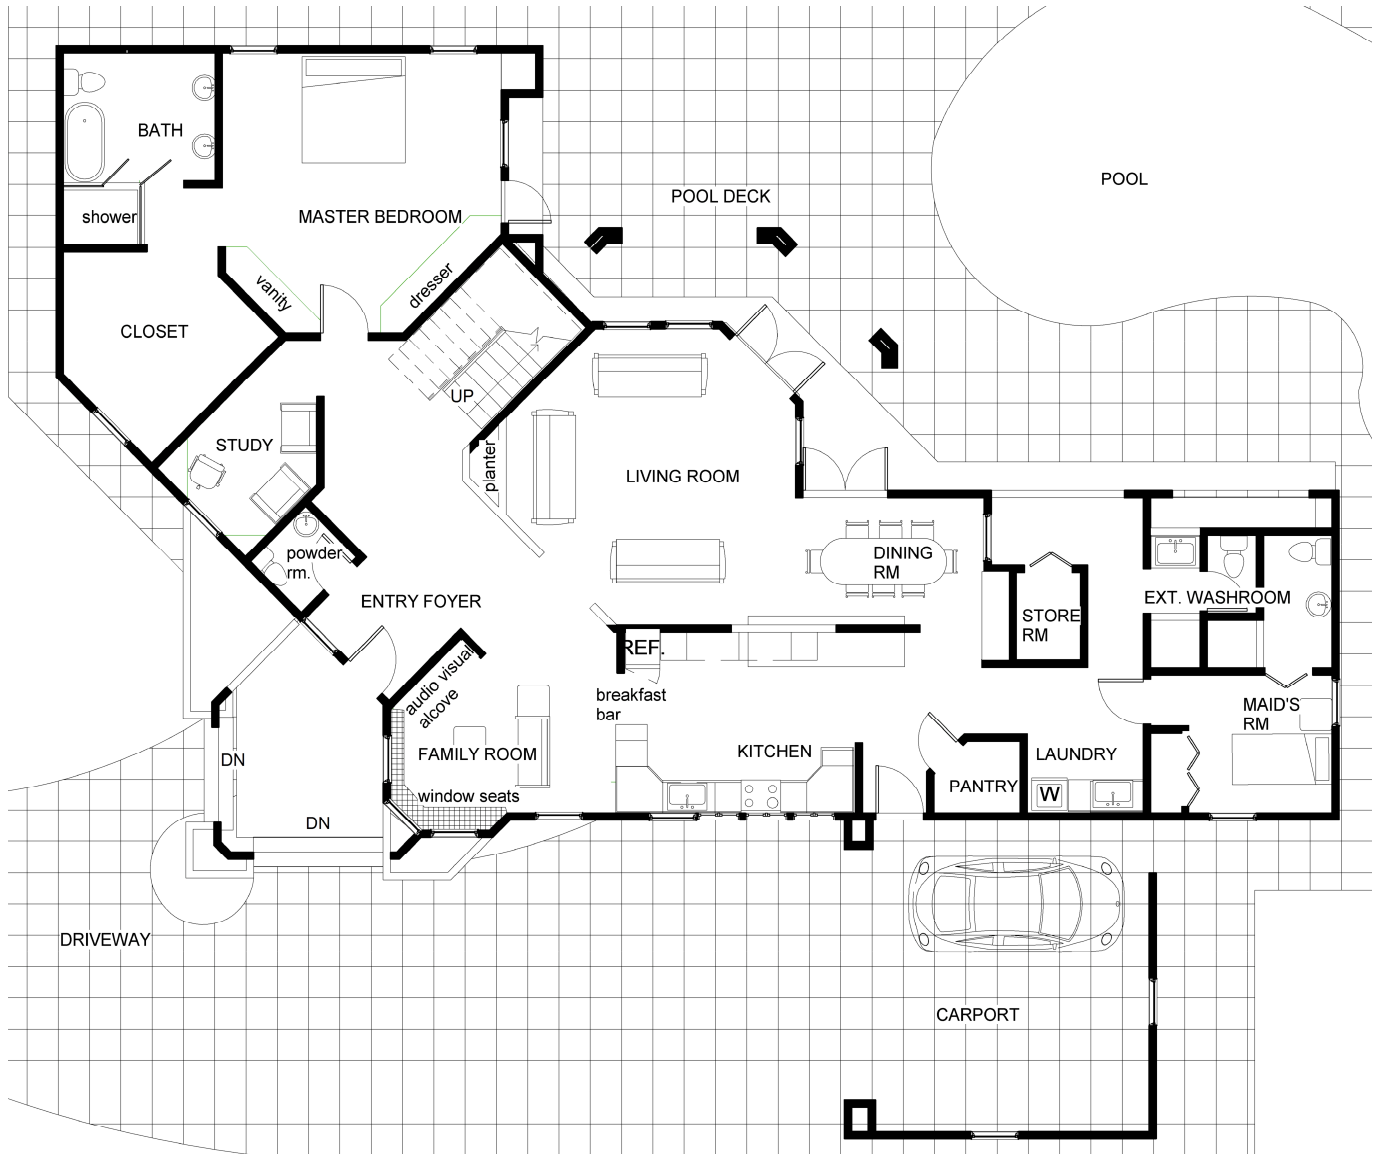 BATH
POOL
POOL DECK
shower
MASTER BEDROOM
vanity
dresser
CLOSET
UP
STUDY
planter
LIVING ROOM
powder
rm.
DINING
RM
ENTRY FOYER
EXT. WASHROOM
STORE
RM
REF.
audio visual
alcove
breakfast
bar
MAID'S
RM
DN
FAMILY ROOM
KITCHEN
LAUNDRY
PANTRY
W
window seats
DN
DRIVEWAY
CARPORT